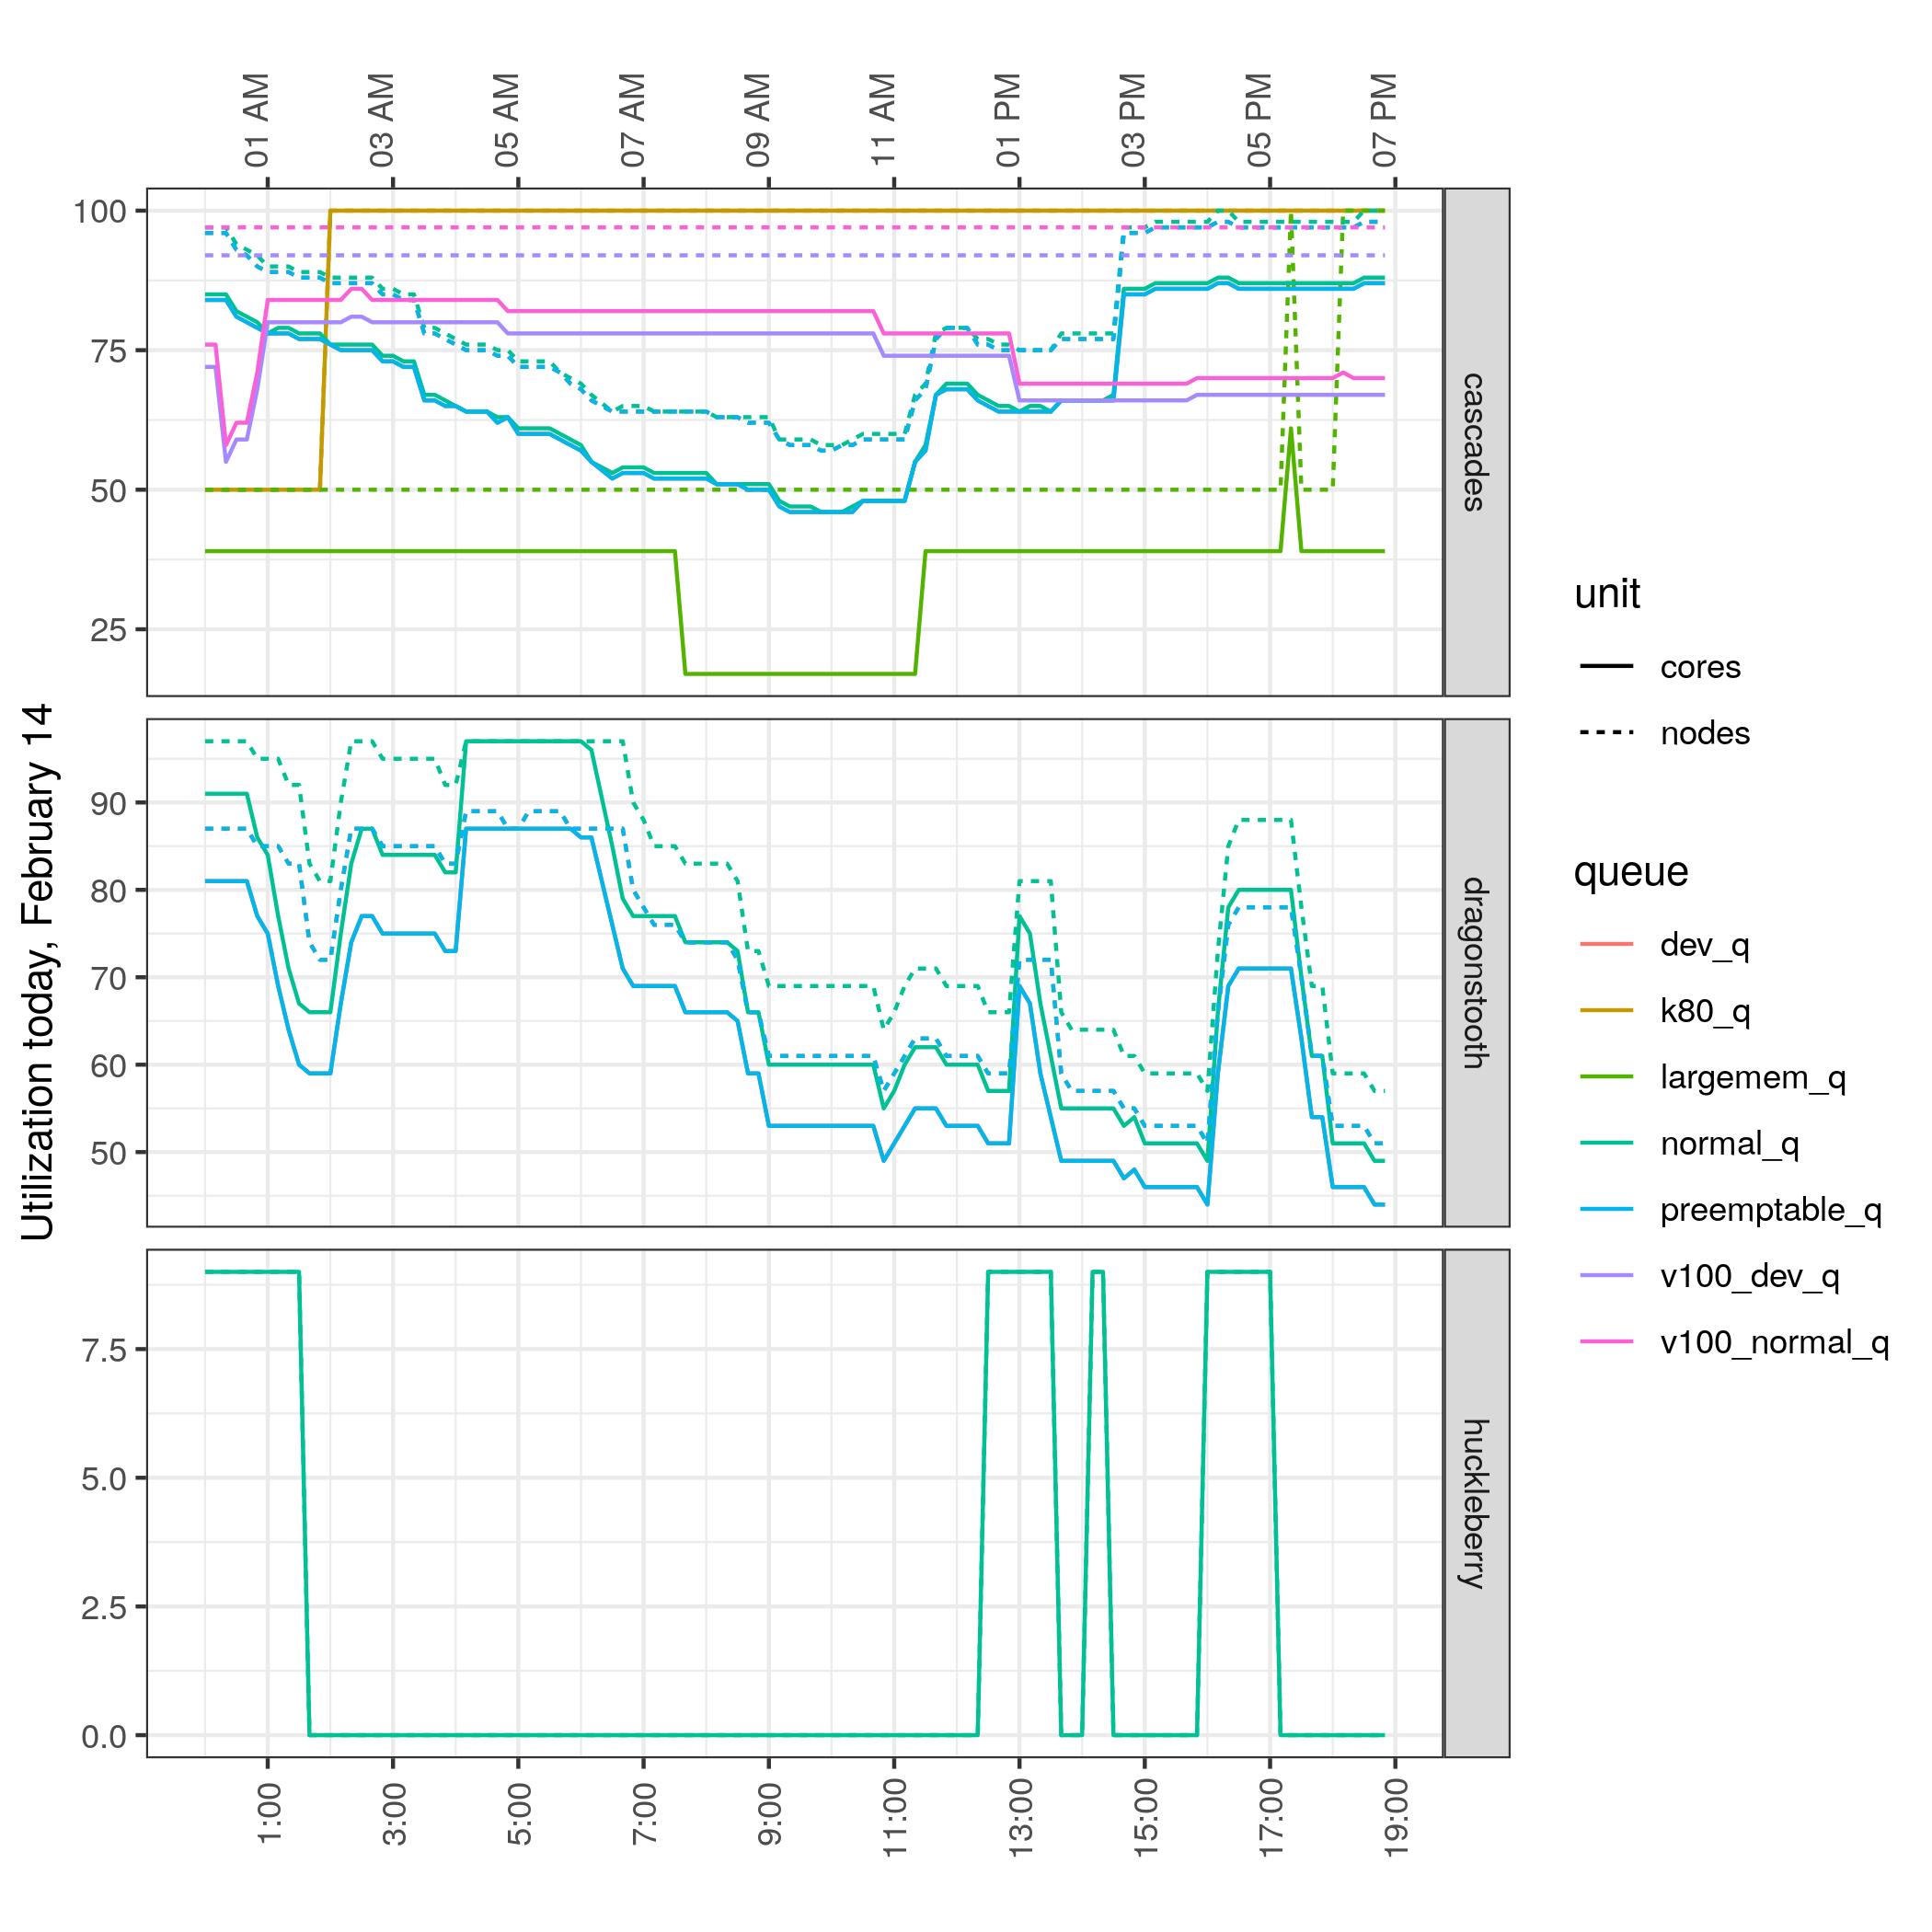 01 AM
03 AM
05 AM
07 AM
09 AM
11 AM
01 PM
03 PM
05 PM
07 PM
Utilization today, February 14
100
75
50
25
cascades
90
80
70
60
50
dragonstooth
7.5
5.0
2.5
0.0
huckleberry
1:00
3:00
5:00
7:00
9:00
11:00
13:00
15:00
17:00
19:00
unit
cores
nodes
queue
dev_q
k80_q
largemem_q
normal_q
preemptable_q
v100_dev_q
v100_normal_q